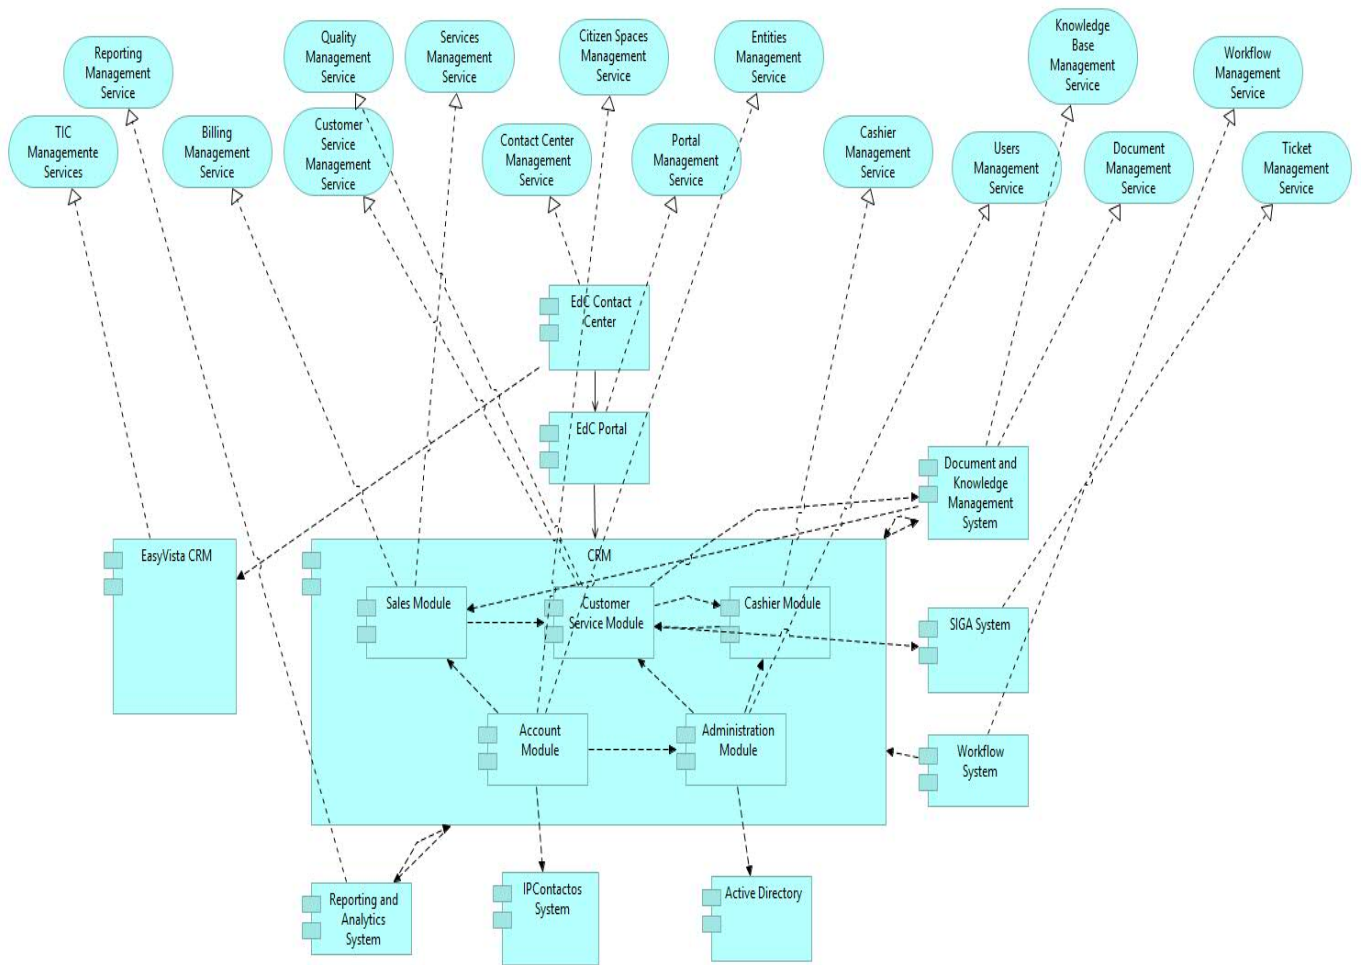 Reporting
Management
Service
Quality
Management
Service
Services
Management
Service
Citizen Spaces
Management
Service
Entities
Management
Service
Knowledge
Base
Management
Service
Workflow
Management
Service
TIC
Managemente
Services
Billing
Management
Service
Customer
Service
Management
Service
Contact Center
Management
Service
Portal
Management
Service
Cashier
Management
Service
Users
Management
Service
Document
Management
Service
Ticket
Management
Service
EdC Contact
Center
EdC Portal
Document and
Knowledge
Management
System
EasyVista CRM
CRM
Sales Module
Customer
Service Module
Cashier Module
SIGA System
Account
Module
Administration
Module
Workflow
System
Reporting and
Analytics
System
IPContactos
System
Active Directory